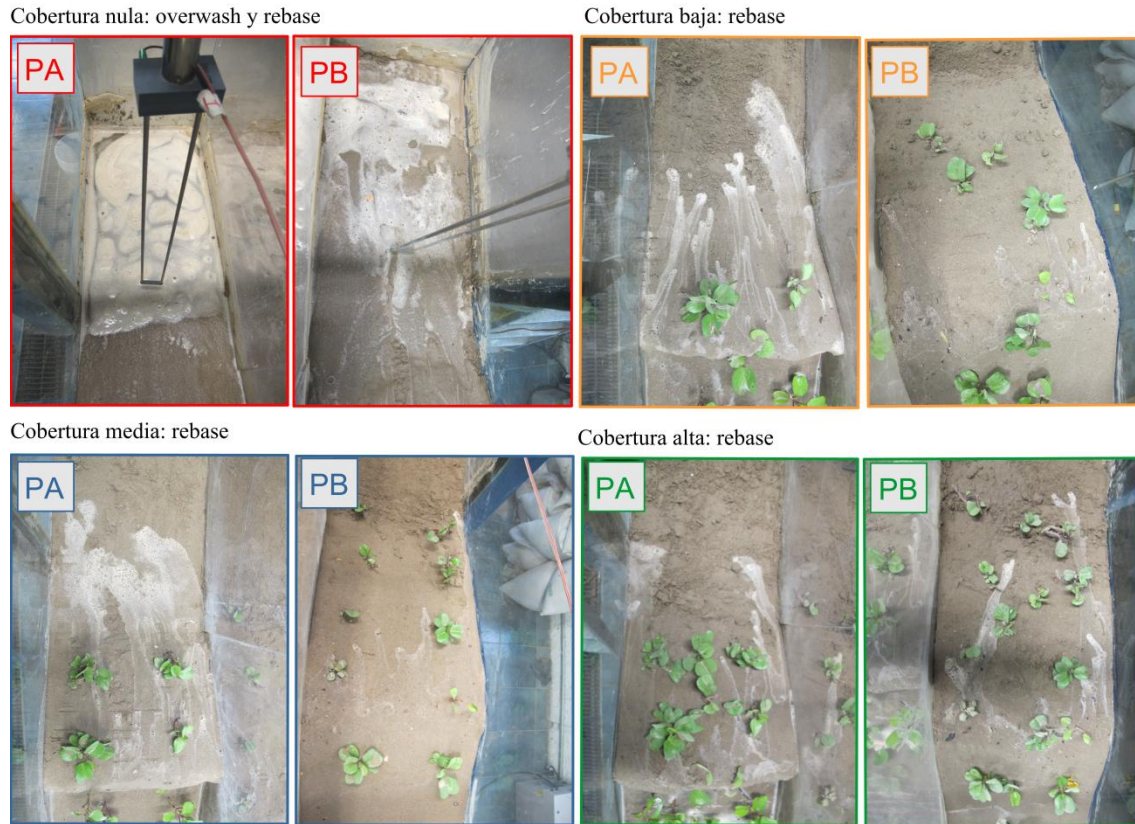 Cobertura nula: overwash y rebase
Cobertura baja: rebase
PA
PB
PA
PB
Cobertura media: rebase
Cobertura alta: rebase
PA
PB
PA
PB